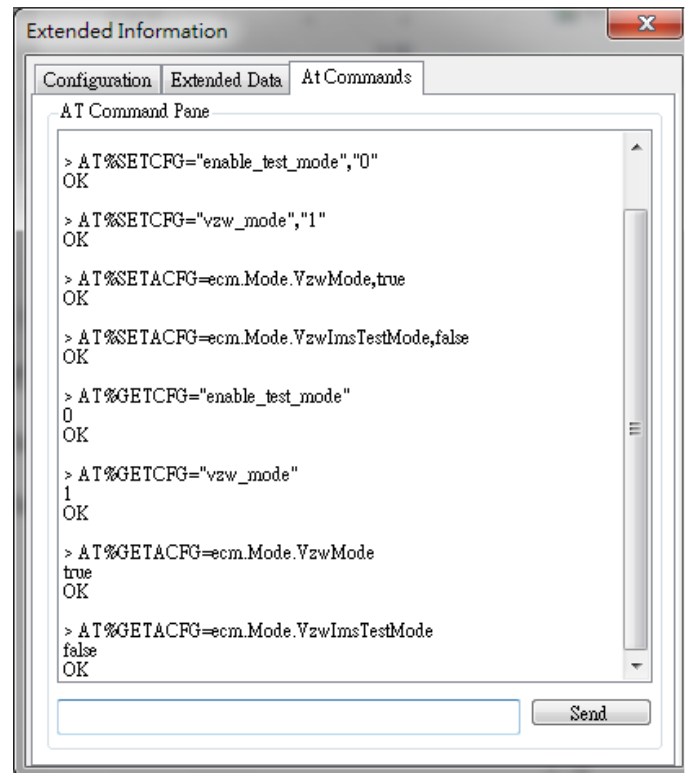 Extended Information
Configuration Extended Data At Commands
AT Command Pane
> AT%SETCFG="enable_test_mode","0"
OK
> AT%SETCFG="vzw_mode","1"
OK
> AT%SETACFG=ecm.Mode.VzwMode,true
OK
> AT%SETACFG=ecm.Mode.VzwImsTestMode,false
OK
> AT%GETCFG="enable_test_mode"
0
OK
> AT%GETCFG="vzw_mode"
1
OK
> AT%GETACFG=ecm.Mode.VzwMode
true
OK
> AT%GETACFG=ecm.Mode.VzwImsTestMode
false
OK
Send